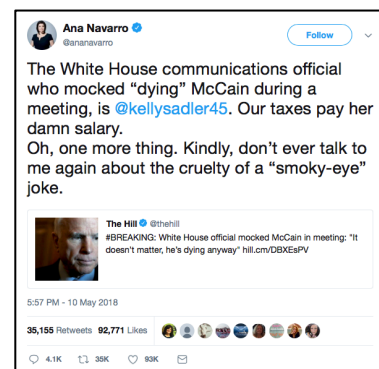 Ana Navarro
@ananavarro
Follow
The White House communications official
who mocked “dying” McCain during a
meeting, is @kellysadler45. Our taxes pay her
damn salary.
Oh, one more thing. Kindly, don’t ever talk to
me again about the cruelty of a “smoky-eye”
joke.
The Hill @thehill
#BREAKING: White House official mocked McCain in meeting: "It
doesn't matter, he's dying anyway" hill.cm/DBXEsPV
5:57 PM - 10 May 2018
35,155 Retweets 92,771 Likes
4.1K 35K 93K